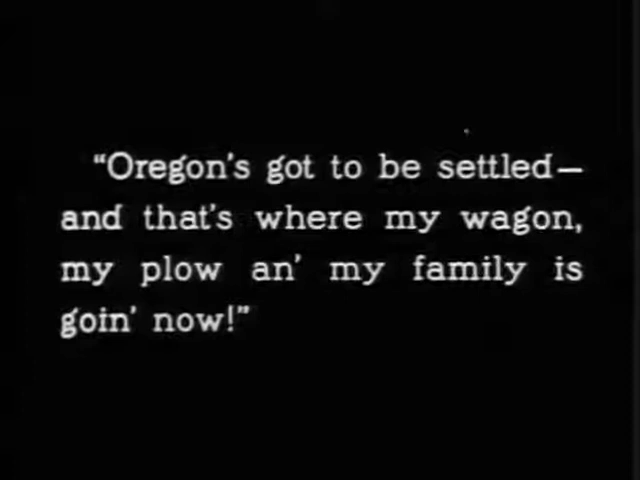 “Oregon's got to be settled—
and that's where my wagon,
my plow an' my family is
goin' now!”